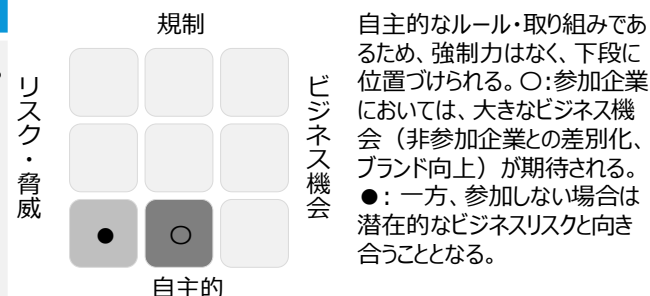 規制
リスク・脅威
ビジネス機会
●
○
自主的
自主的なルール・取り組みであ
るため、強制力はなく、下段に
位置づけられる。○:参加企業
においては、大きなビジネス機
会（非参加企業との差別化、
ブランド向上）が期待される。
●: 一方、参加しない場合は
潜在的なビジネスリスクと向き
合うこととなる。